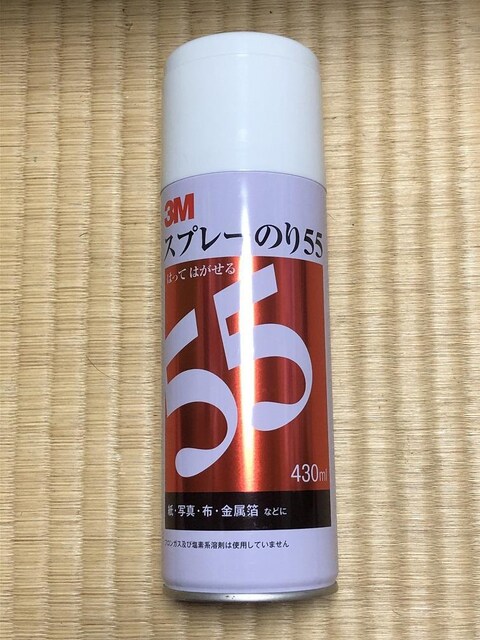 3M
スプレーのり55
はって はがせる
55
430ml
紙・写真・布・金属箔 などに
フロンガス及び塩素系溶剤は使用していません